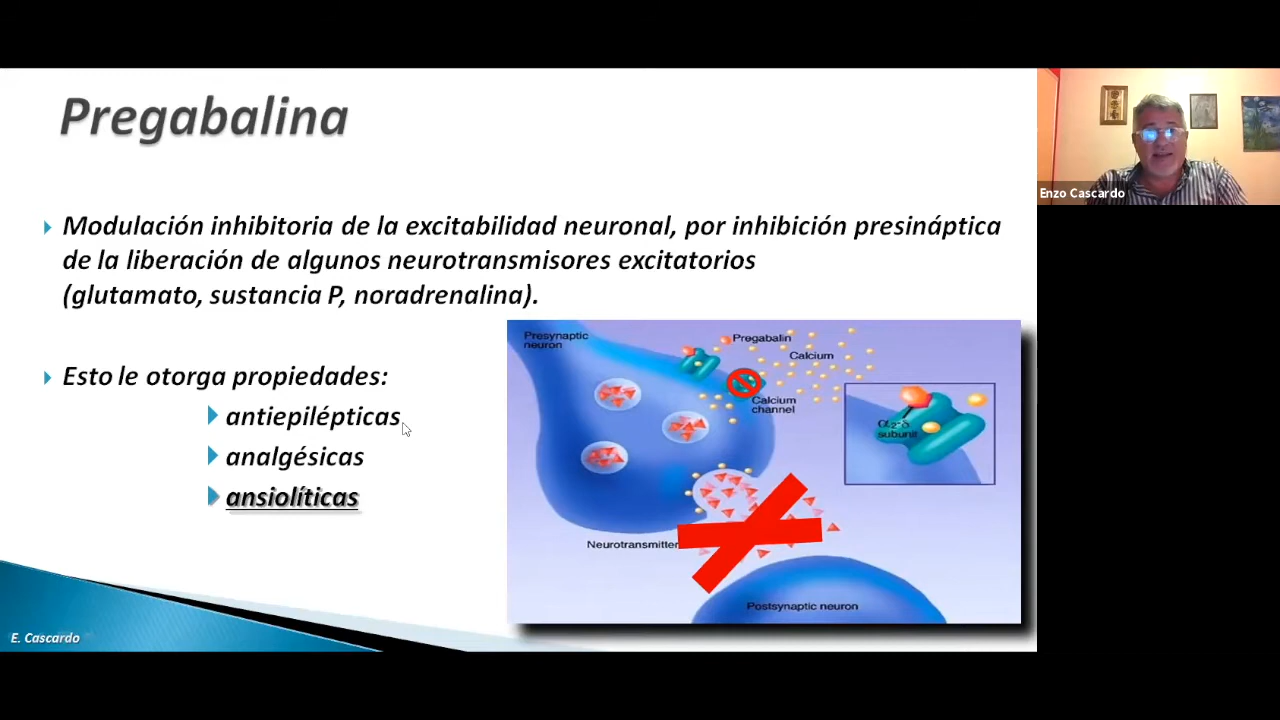 Pregabalina
Modulación inhibitoria de la excitabilidad neuronal, por inhibición presináptica
de la liberación de algunos neurotransmisores excitatorios
(glutamato, sustancia P, noradrenalina).
Esto le otorga propiedades:
antiepilépticas
analgésicas
ansiolíticas
Presynaptic
neuron
Pregabalin
Calcium
Calcium
channel
α₂-δ
subunit
Neurotransmitter
Postsynaptic neuron
E. Cascardo
Enzo Cascardo